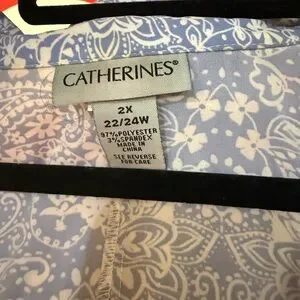 CATHERINES®
2X
22/24W
97% POLYESTER
3% SPANDEX
MADE IN
CHINA
SEE REVERSE
FOR CARE